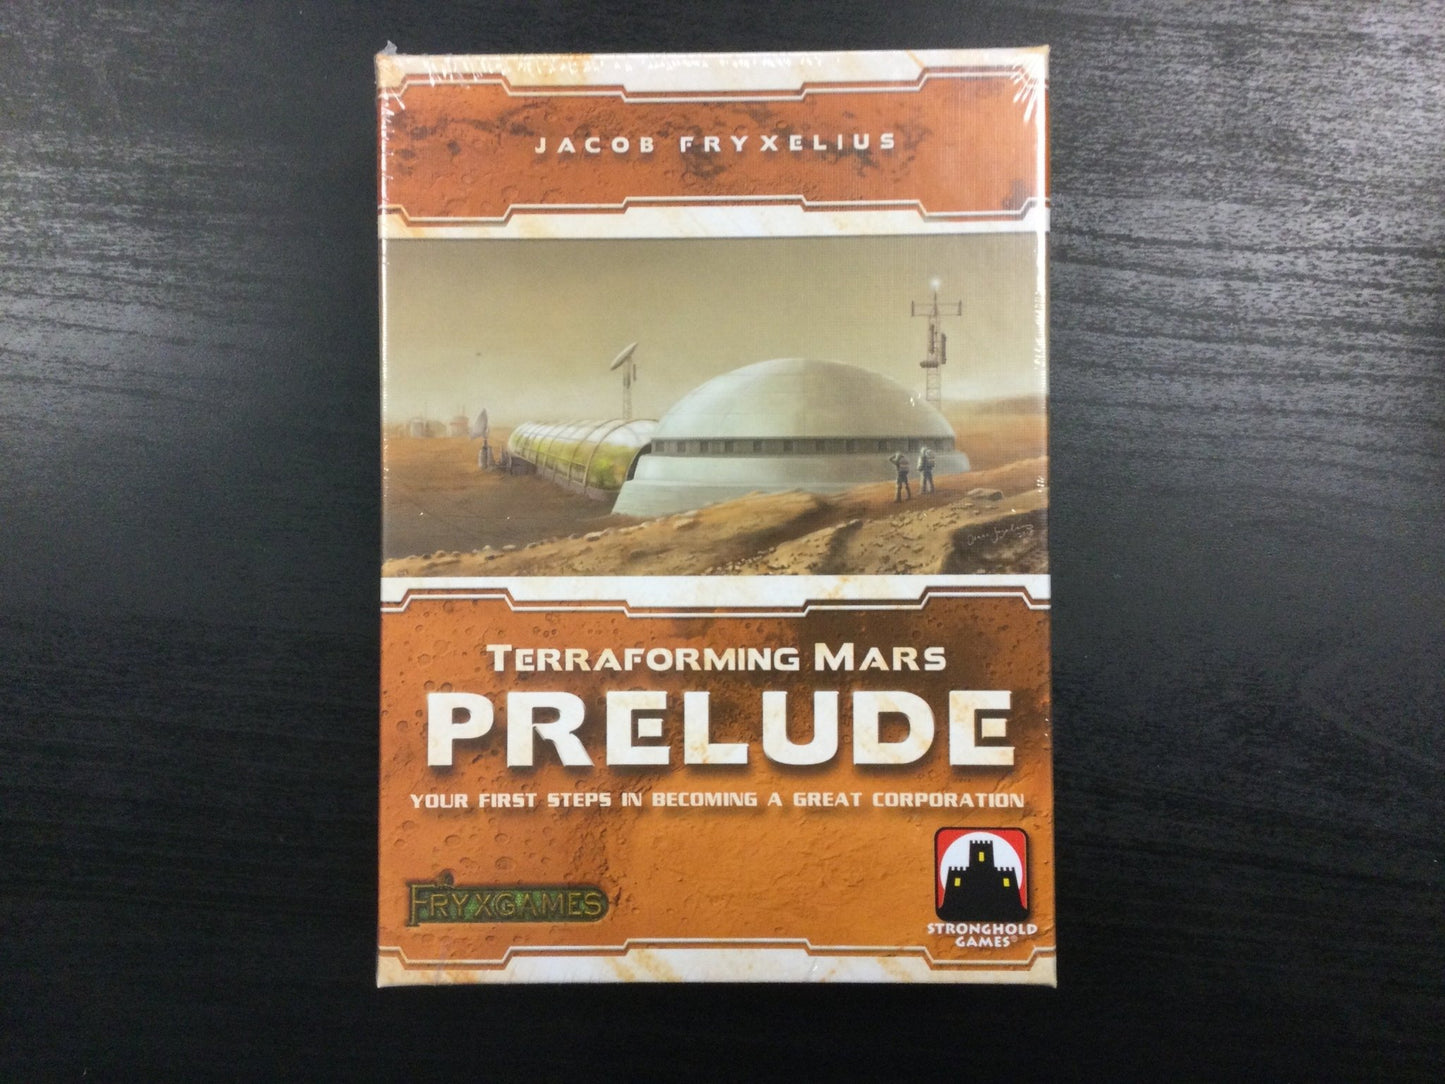 JACOB FRYXELIUS
TERRAFORMING MARS
PRELUDE
YOUR FIRST STEPS IN BECOMING A GREAT CORPORATION
FRYXGAMES
STRONGHOLD
GAMES®